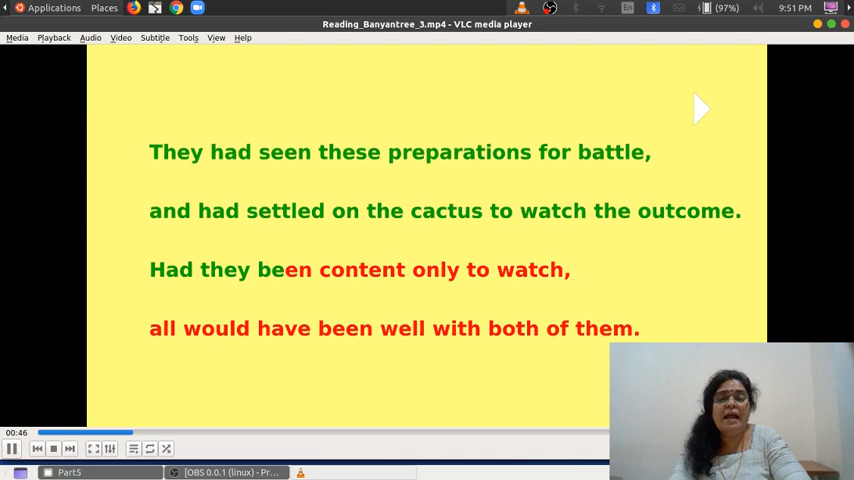 Applications Places En (97%) 9:51 PM
Reading_Banyantree_3.mp4 - VLC media player
Media Playback Audio Video Subtitle Tools View Help
They had seen these preparations for battle,
and had settled on the cactus to watch the outcome.
Had they been content only to watch,
all would have been well with both of them.
00:46
Part5 [OBS 0.0.1 (linux) - Pr...